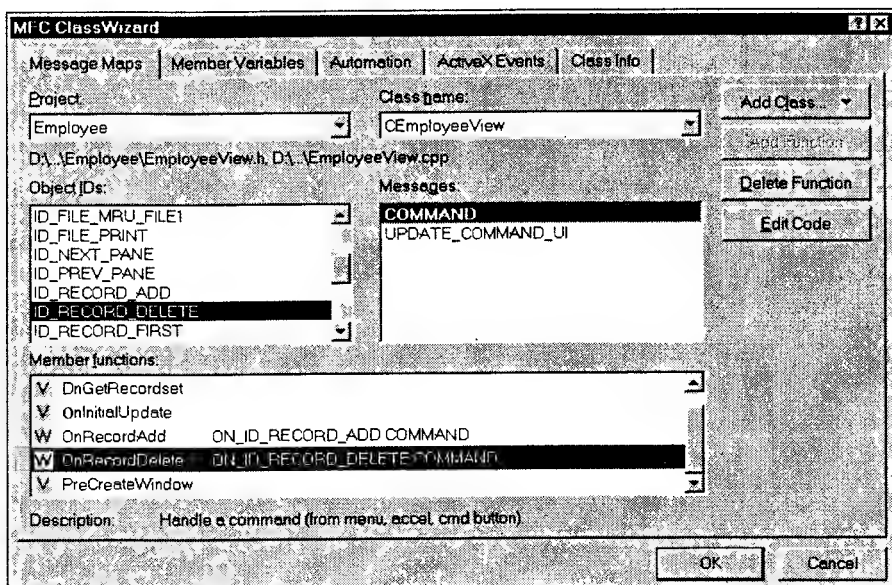 MFC ClassWizard
Message Maps Member Variables Automation ActiveX Events Class Info
Project: Class name: Add Class...
Employee CEmployeeView
Add Function
D:\...\Employee\EmployeeView.h, D:\...\EmployeeView.cpp
Object IDs: Messages: Delete Function
ID_FILE_MRU_FILE1 COMMAND
ID_FILE_PRINT UPDATE_COMMAND_UI Edit Code
ID_NEXT_PANE
ID_PREV_PANE
ID_RECORD_ADD
ID_RECORD_DELETE
ID_RECORD_FIRST
Member functions:
V OnGetRecordset
V OnInitialUpdate
W OnRecordAdd ON_ID_RECORD_ADD:COMMAND
W OnRecordDelete ON_ID_RECORD_DELETE:COMMAND
V PreCreateWindow
Description: Handle a command (from menu, accel, cmd button)
OK Cancel